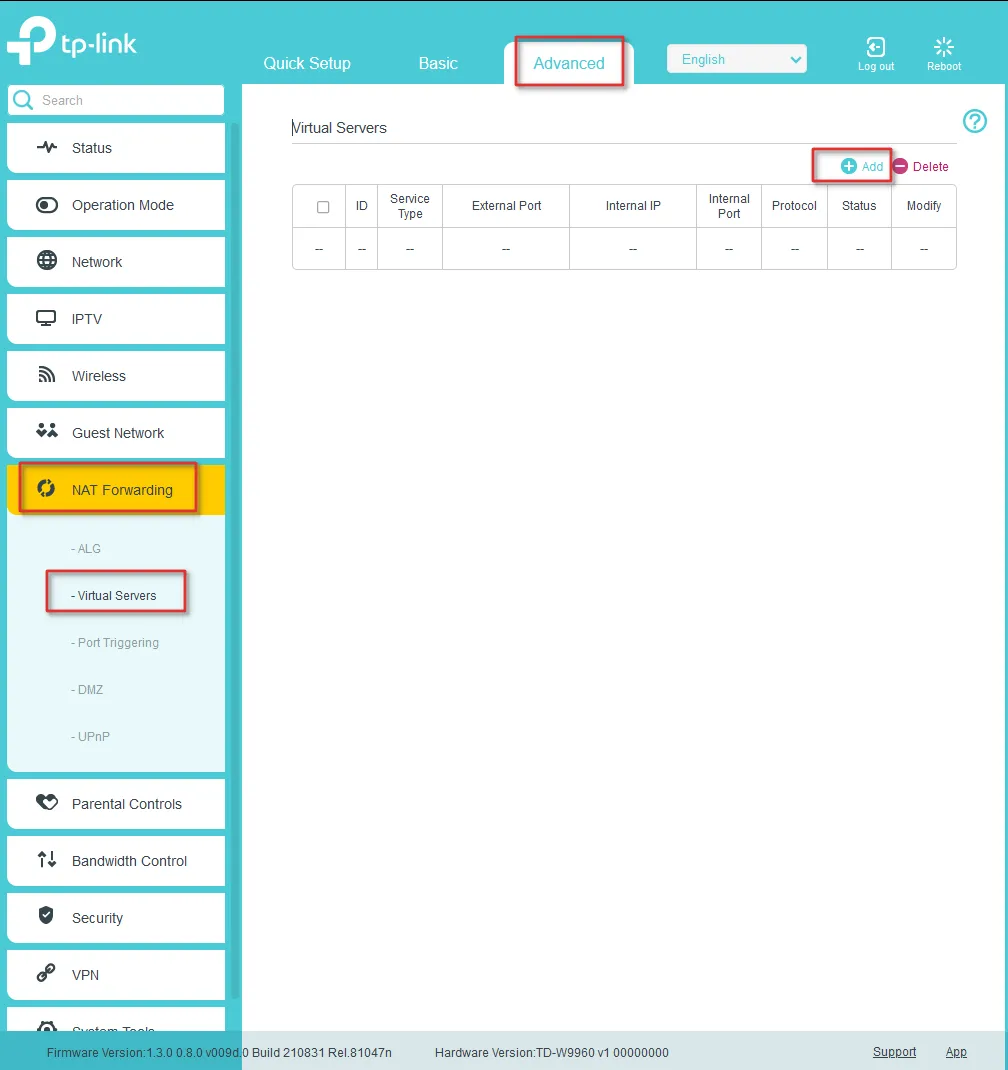 tp-link
Quick Setup
Basic
Advanced
English
Log out
Reboot
Search
Status
Operation Mode
Network
IPTV
Wireless
Guest Network
NAT Forwarding
- ALG
- Virtual Servers
- Port Triggering
- DMZ
- UPnP
Parental Controls
Bandwidth Control
Security
VPN
System Tools
Virtual Servers
?
Add
Delete
ID
Service
Type
External Port
Internal IP
Internal
Port
Protocol
Status
Modify
-- -- -- -- -- -- -- -- --
Firmware Version:1.3.0 0.8.0 v009d.0 Build 210831 Rel.81047n
Hardware Version:TD-W9960 v1 00000000
Support
App